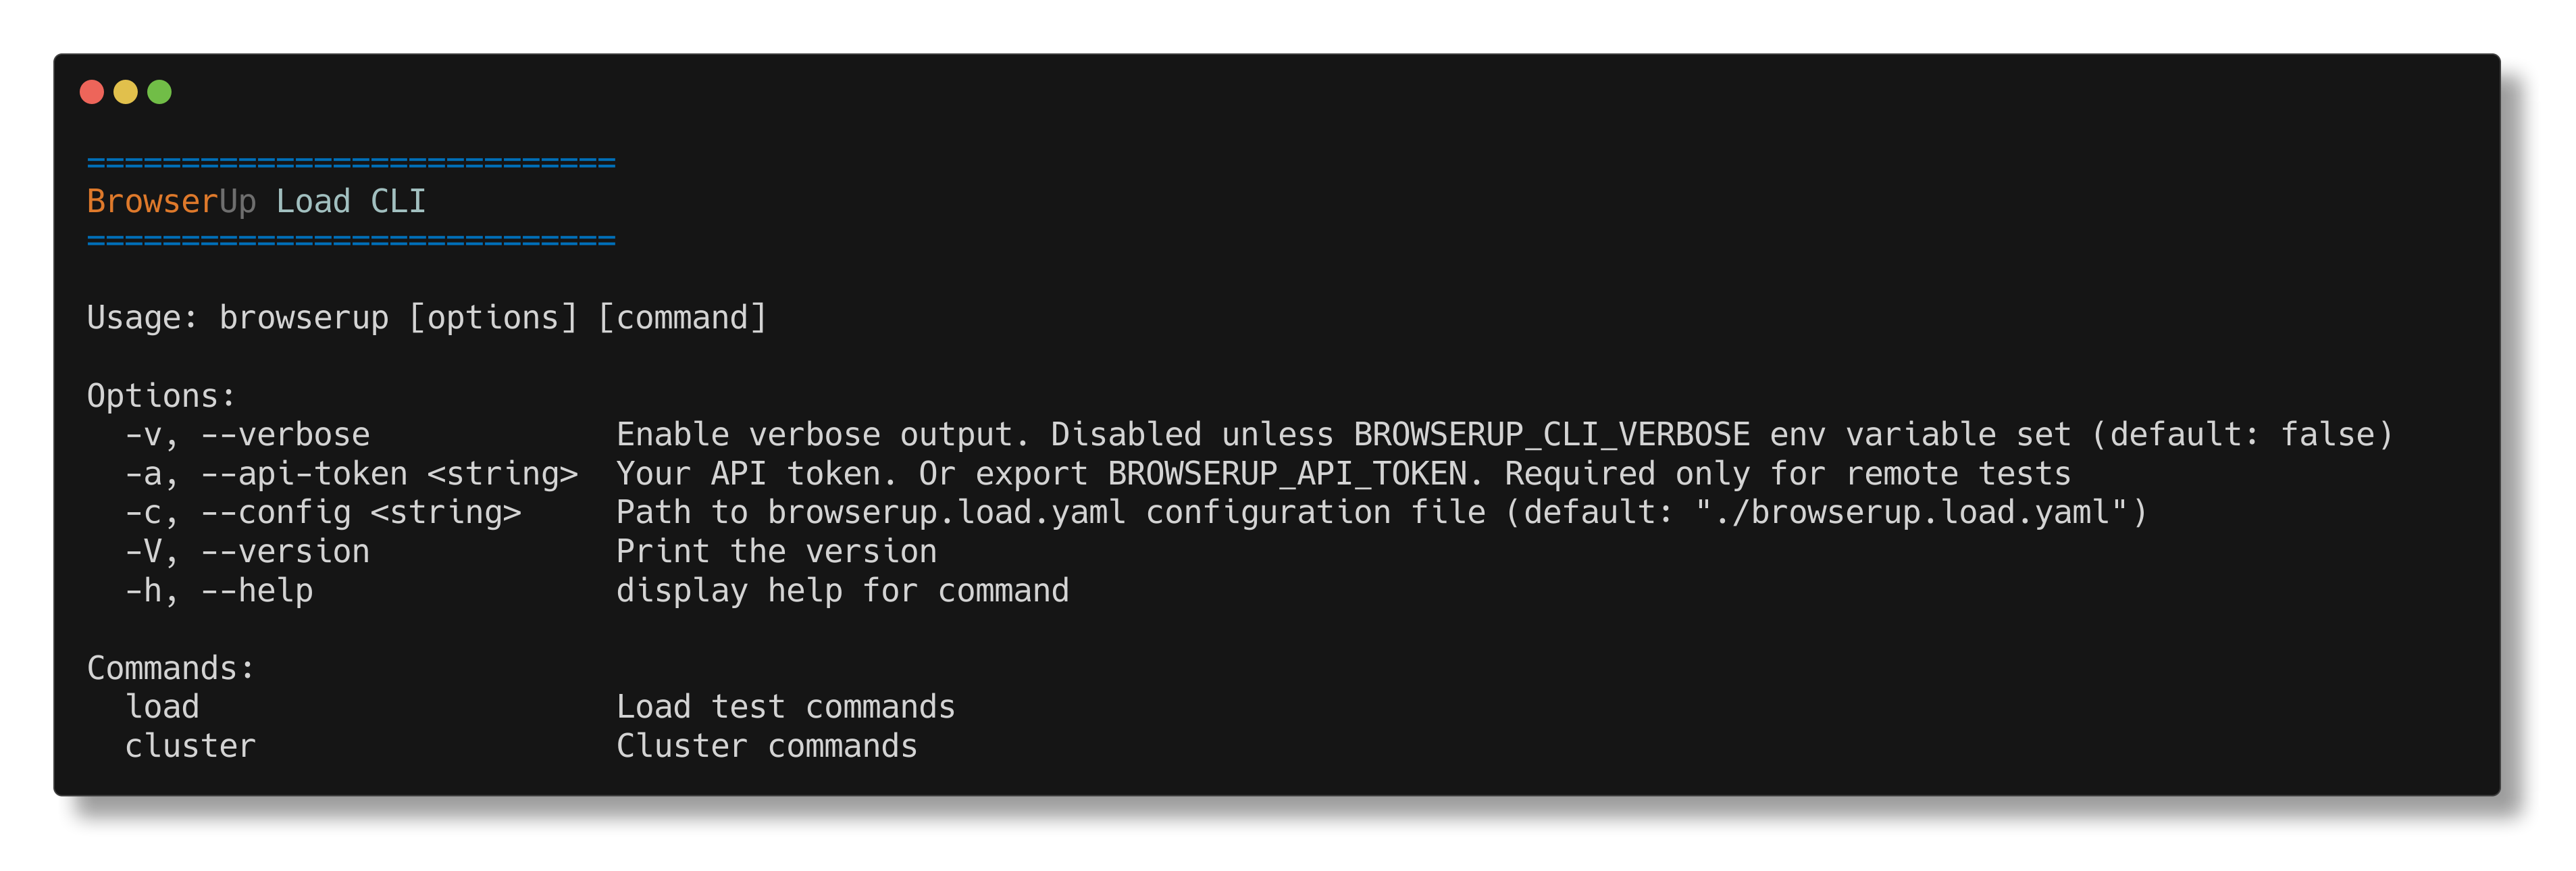 ============================
BrowserUp Load CLI
============================
Usage: browserup [options] [command]
Options:
  -v, --verbose             Enable verbose output. Disabled unless BROWSERUP_CLI_VERBOSE env variable set (default: false)
  -a, --api-token <string>  Your API token. Or export BROWSERUP_API_TOKEN. Required only for remote tests
  -c, --config <string>     Path to browserup.load.yaml configuration file (default: "./browserup.load.yaml")
  -V, --version             Print the version
  -h, --help                display help for command
Commands:
  load                      Load test commands
  cluster                   Cluster commands